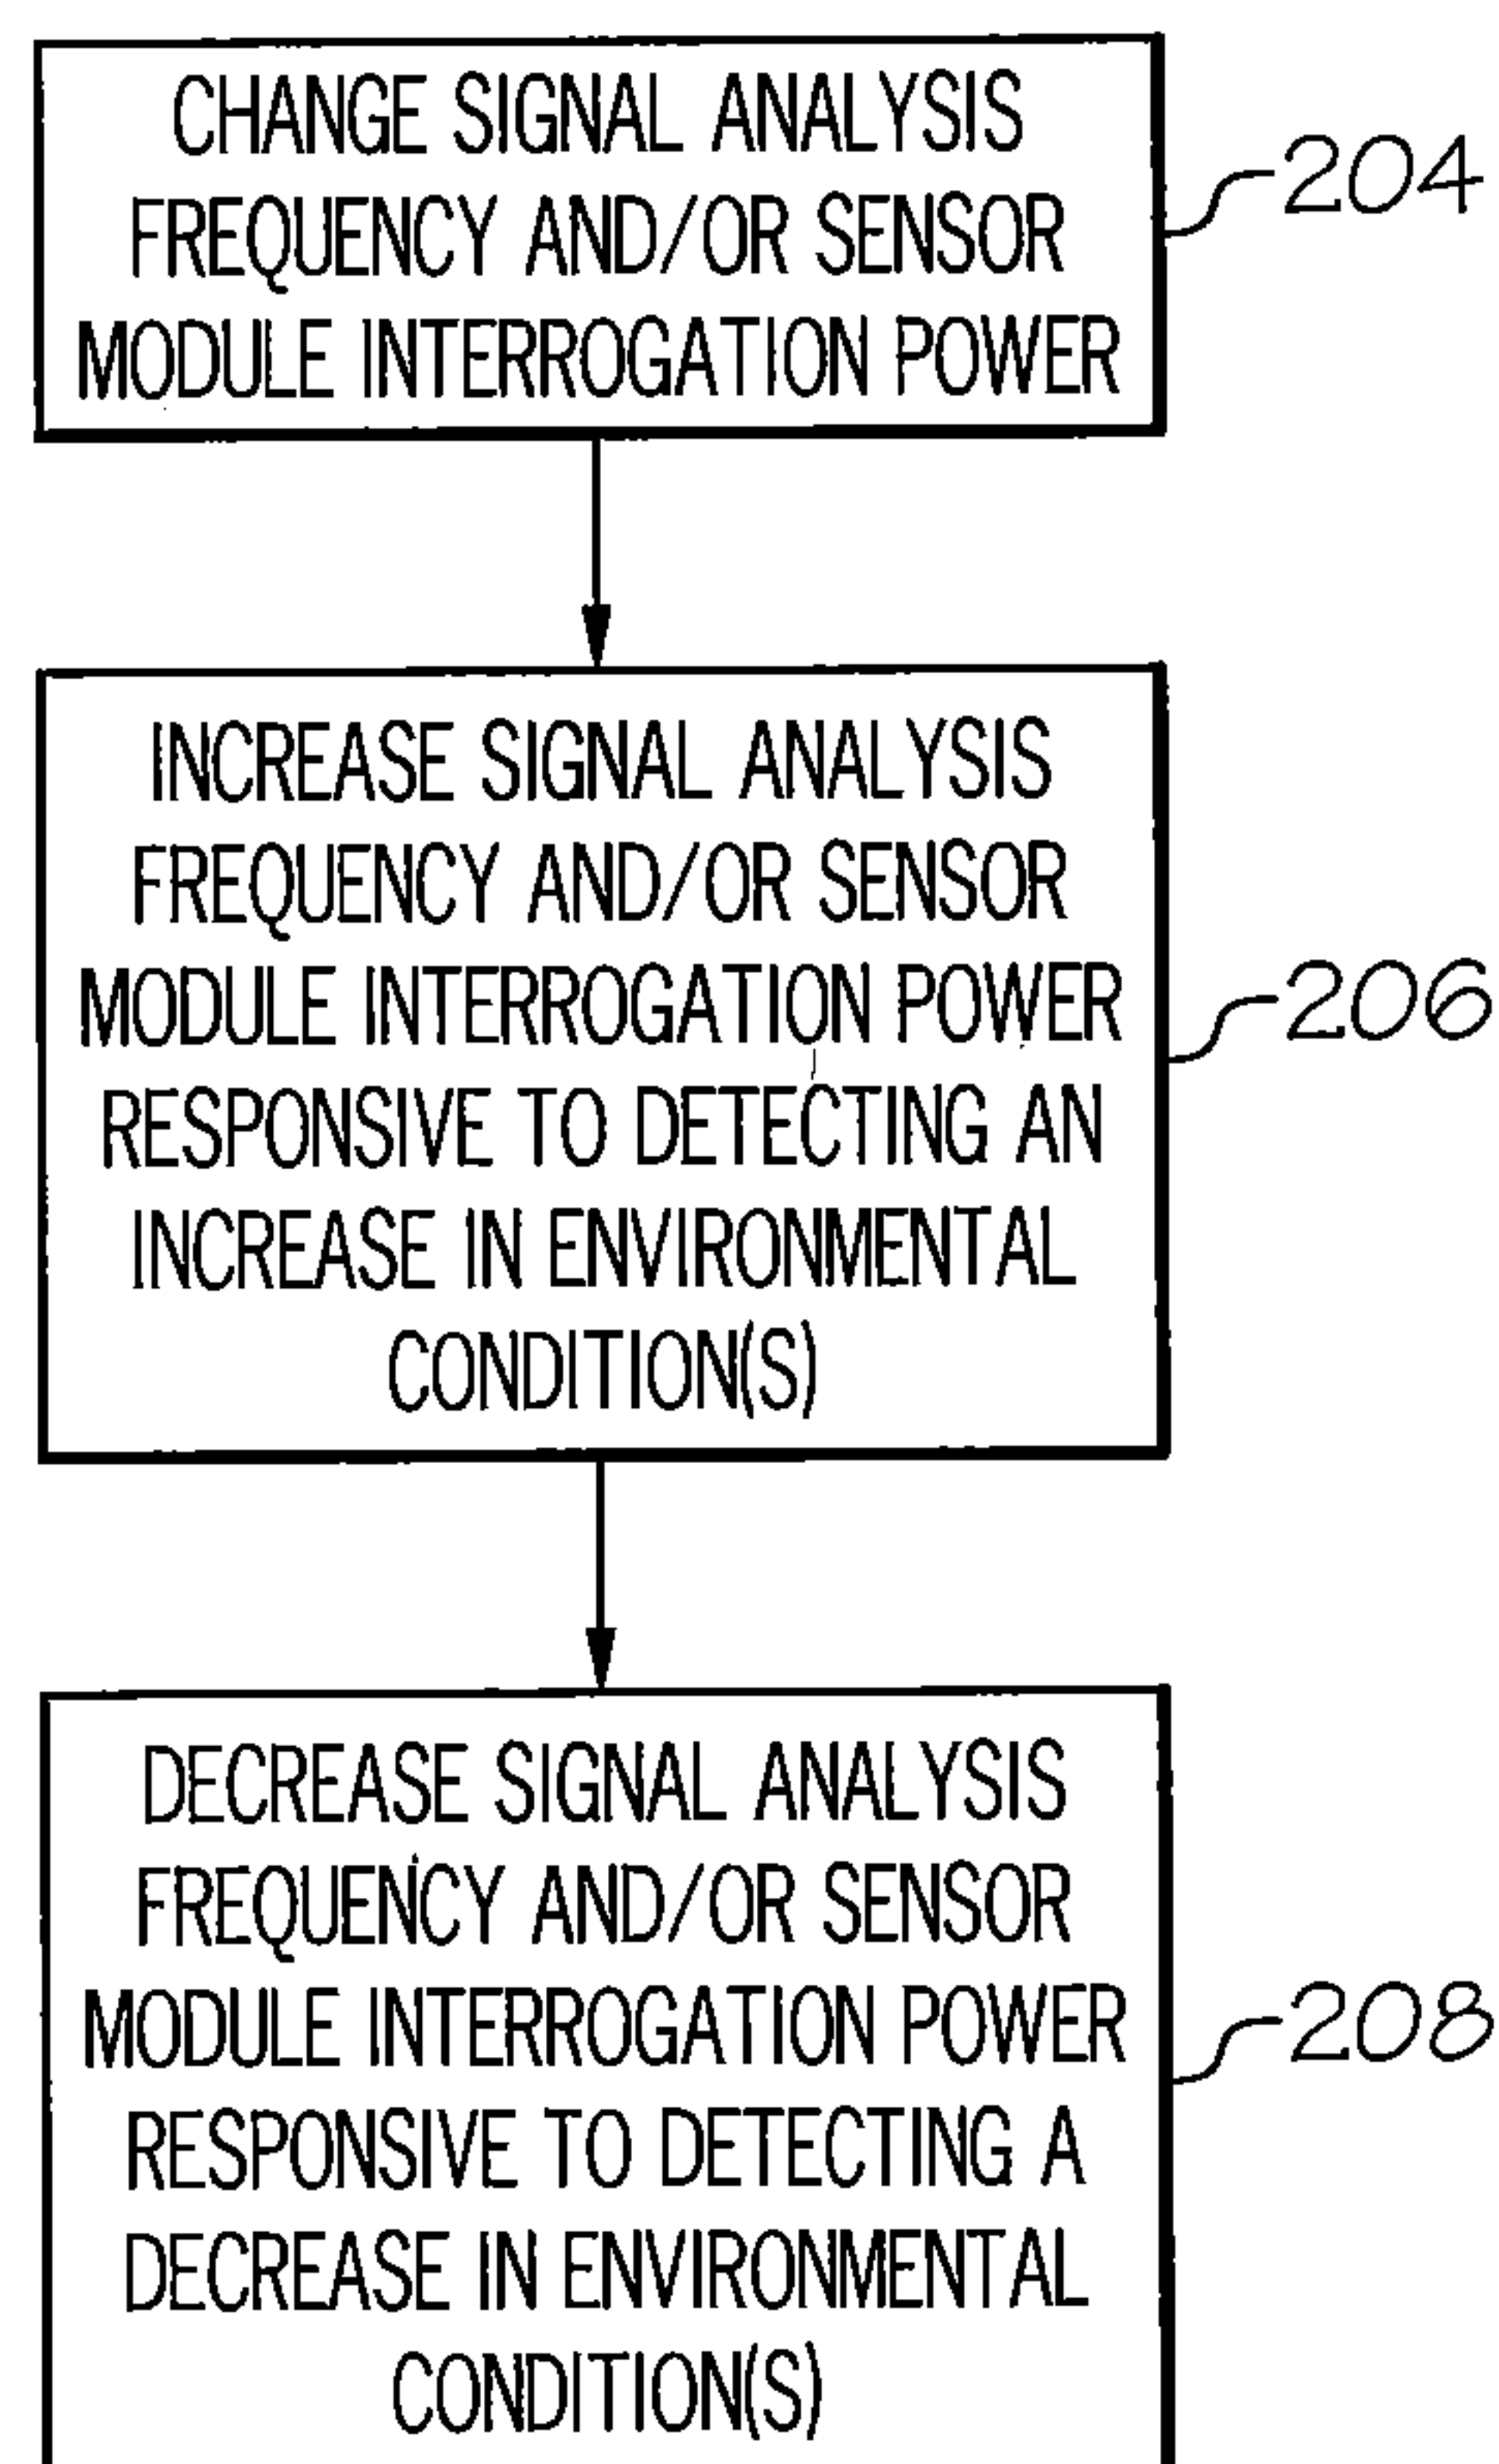 CHANGE SIGNAL ANALYSIS
FREQUENCY AND/OR SENSOR
MODULE INTERROGATION POWER
204
INCREASE SIGNAL ANALYSIS
FREQUENCY AND/OR SENSOR
MODULE INTERROGATION POWER
RESPONSIVE TO DETECTING AN
INCREASE IN ENVIRONMENTAL
CONDITION(S)
206
DECREASE SIGNAL ANALYSIS
FREQUENCY AND/OR SENSOR
MODULE INTERROGATION POWER
RESPONSIVE TO DETECTING A
DECREASE IN ENVIRONMENTAL
CONDITION(S)
208